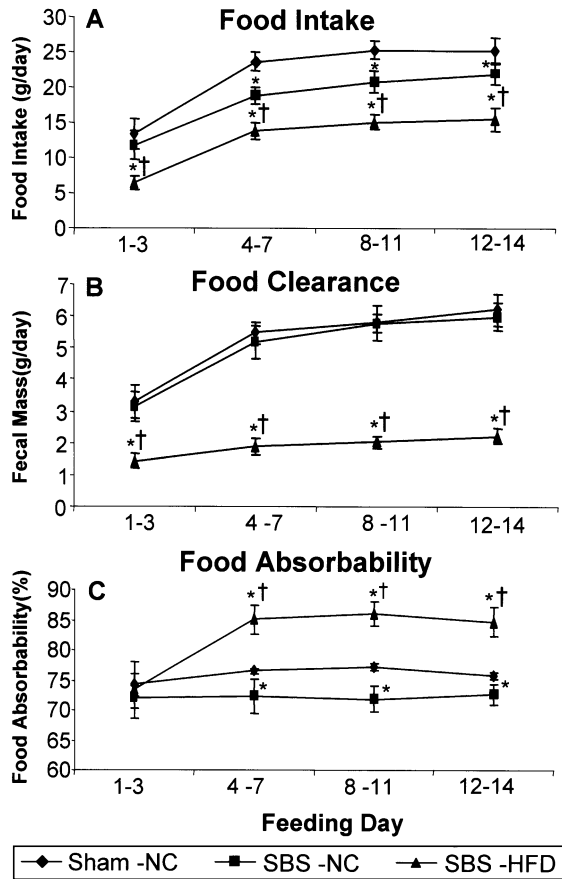 A Food Intake
Food Intake (g/day)
30
25
20
15
10
5
0
* * *
*† *† *† *†
1-3 4-7 8-11 12-14
B Food Clearance
Fecal Mass(g/day)
7
6
5
4
3
2
1
0
*† *† *† *†
1-3 4 -7 8 -11 12-14
Food Absorbability
C
Food Absorbability(%)
90
85
80
75
70
65
60
*† *† *†
* * *
1-3 4 -7 8 -11 12-14
Feeding Day
Sham -NC SBS -NC SBS -HFD